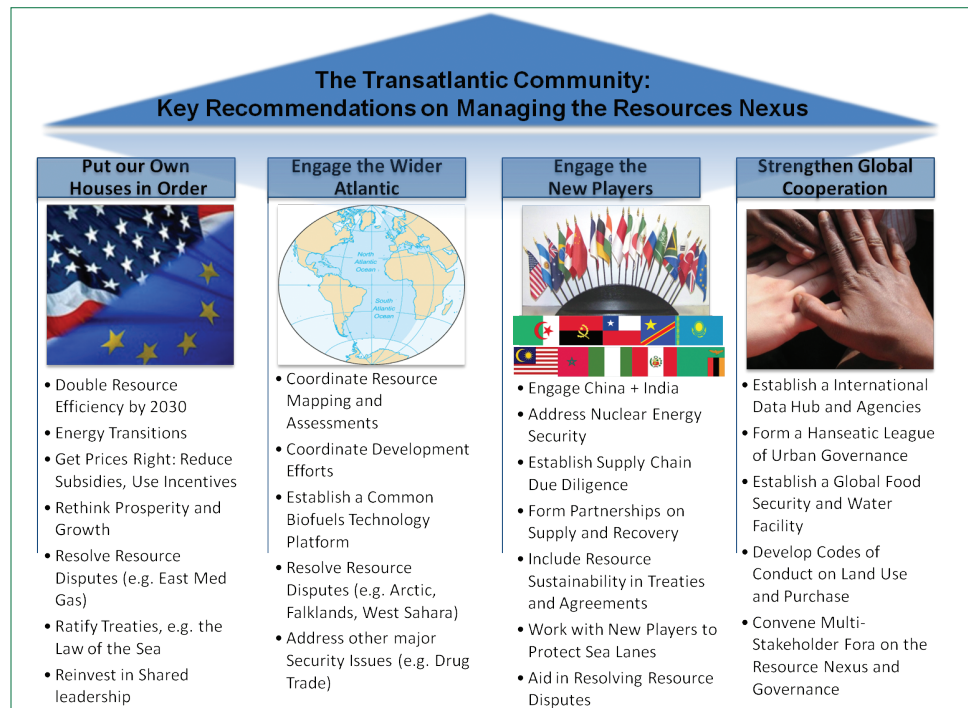 The Transatlantic Community:
Key Recommendations on Managing the Resources Nexus
Put our Own
Houses in Order
• Double Resource
Efficiency by 2030
• Energy Transitions
• Get Prices Right: Reduce
Subsidies, Use Incentives
• Rethink Prosperity and
Growth
• Resolve Resource
Disputes (e.g. East Med
Gas)
• Ratify Treaties, e.g. the
Law of the Sea
• Reinvest in Shared
leadership
Engage the Wider
Atlantic
North
Atlantic
Ocean
South
Atlantic
Ocean
• Coordinate Resource
Mapping and
Assessments
• Coordinate Development
Efforts
• Establish a Common
Biofuels Technology
Platform
• Resolve Resource
Disputes (e.g. Arctic,
Falklands, West Sahara)
• Address other major
Security Issues (e.g. Drug
Trade)
Engage the
New Players
• Engage China + India
• Address Nuclear Energy
Security
• Establish Supply Chain
Due Diligence
• Form Partnerships on
Supply and Recovery
• Include Resource
Sustainability in Treaties
and Agreements
• Work with New Players to
Protect Sea Lanes
• Aid in Resolving Resource
Disputes
Strengthen Global
Cooperation
• Establish a International
Data Hub and Agencies
• Form a Hanseatic League
of Urban Governance
• Establish a Global Food
Security and Water
Facility
• Develop Codes of
Conduct on Land Use
and Purchase
• Convene Multi-
Stakeholder Fora on the
Resource Nexus and
Governance